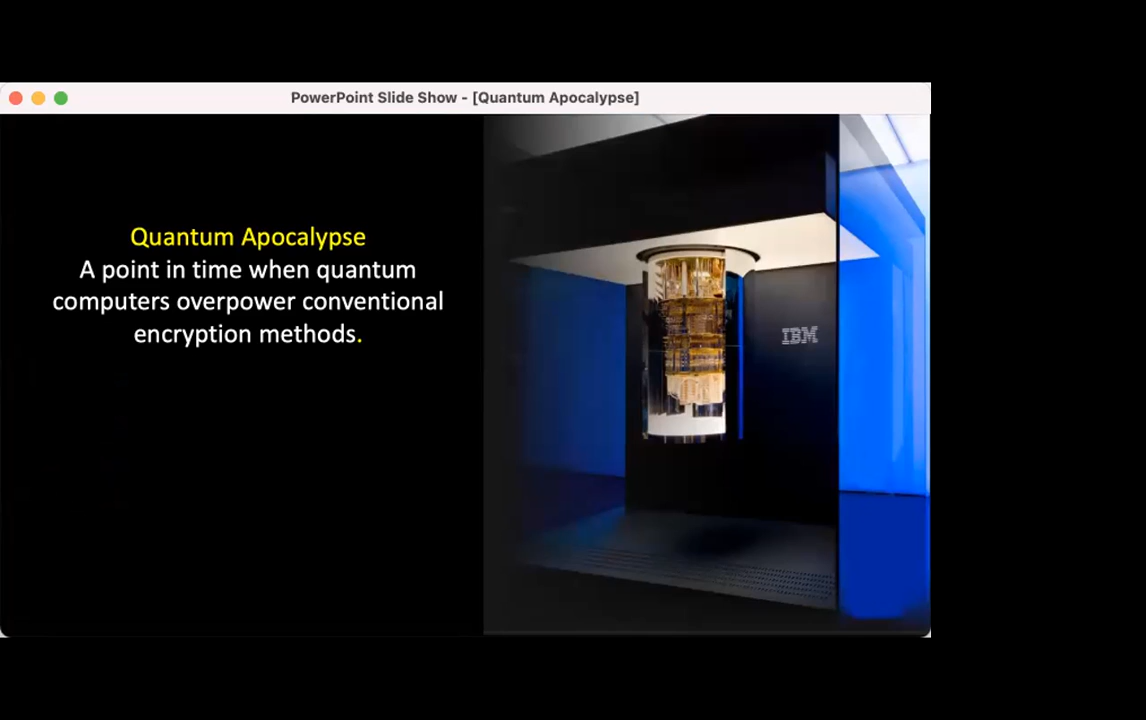 PowerPoint Slide Show - [Quantum Apocalypse]
Quantum Apocalypse
A point in time when quantum
computers overpower conventional
encryption methods.
IBM